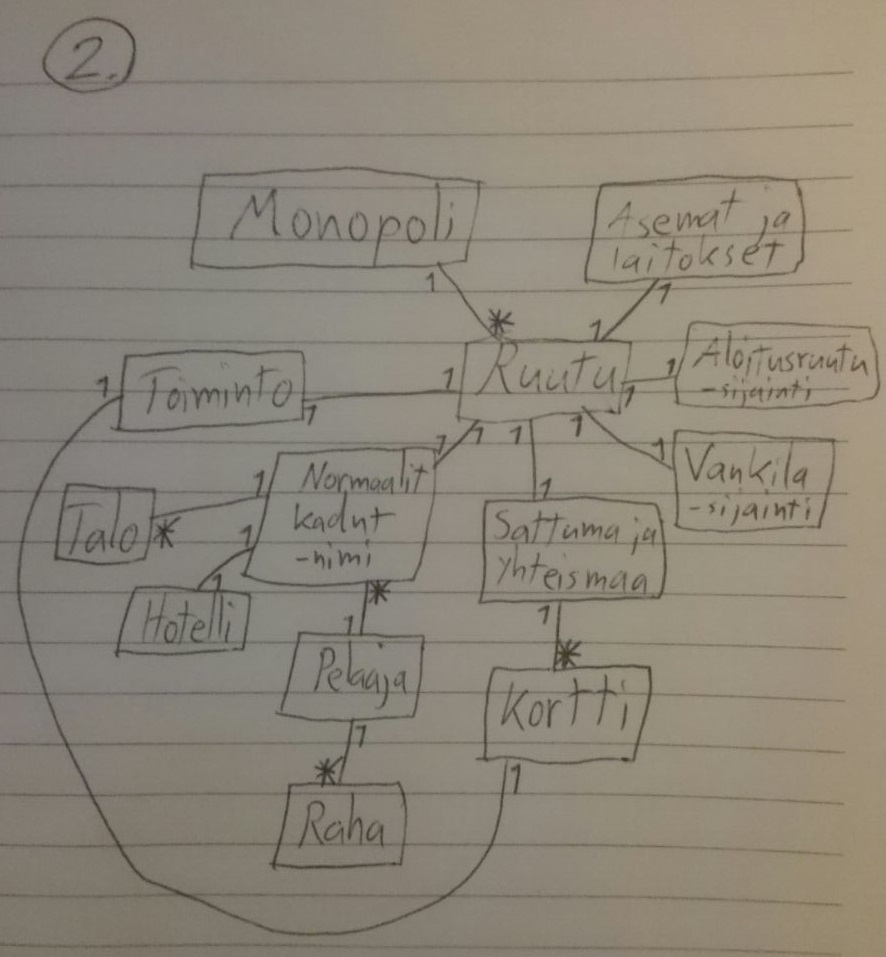 2.
Monopoli
Asemat ja
laitokset
1
1
*
1
Ruutu
Aloitusruutu
-sijainti
1
1
Toiminto
1
1
1
1
1
1
1
1
Normaalit
kadut
-nimi
Vankila
-sijainti
1
1
Talo
*
1
1
Sattuma ja
yhteismaa
1
Hotelli
*
1
1
Pelaaja
*
Kortti
1
*
1
Raha